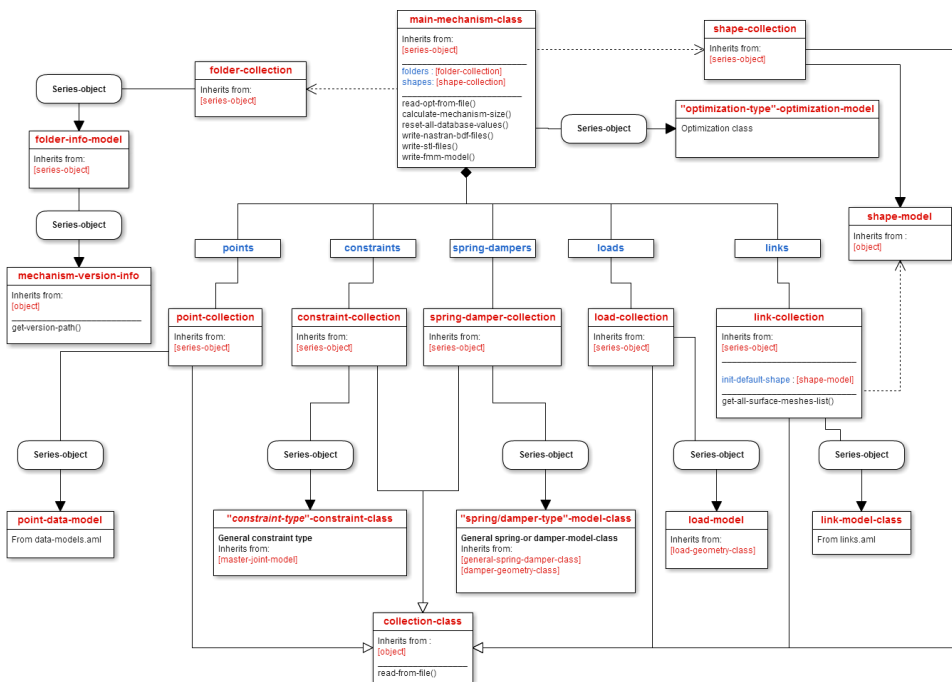 main-mechanism-class
Inherits from:
[series-object]
folders : [folder-collection]
shapes: [shape-collection]
read-opt-from-file()
calculate-mechanism-size()
reset-all-database-values()
write-nastran-bdf-files()
write-stl-files()
write-fmm-model()
shape-collection
Inherits from:
[series-object]
folder-collection
Inherits from:
[series-object]
Series-object
folder-info-model
Inherits from:
[series-object]
Series-object
mechanism-version-info
Inherits from:
[object]
get-version-path()
Series-object
"optimization-type"-optimization-model
Optimization class
shape-model
Inherits from :
[object]
points
constraints
spring-dampers
loads
links
point-collection
Inherits from:
[series-object]
constraint-collection
Inherits from:
[series-object]
spring-damper-collection
Inherits from:
[series-object]
load-collection
Inherits from:
[series-object]
link-collection
Inherits from:
[series-object]
init-default-shape : [shape-model]
get-all-surface-meshes-list()
Series-object
Series-object
Series-object
Series-object
Series-object
point-data-model
From data-models.aml
"constraint-type"-constraint-class
General constraint type
Inherits from:
[master-joint-model]
"spring/damper-type"-model-class
General spring-or damper-model-class
Inherits from:
[general-spring-damper-class]
[damper-geometry-class]
load-model
Inherits from:
[load-geometry-class]
link-model-class
From links.aml
collection-class
Inherits from :
[object]
read-from-file()